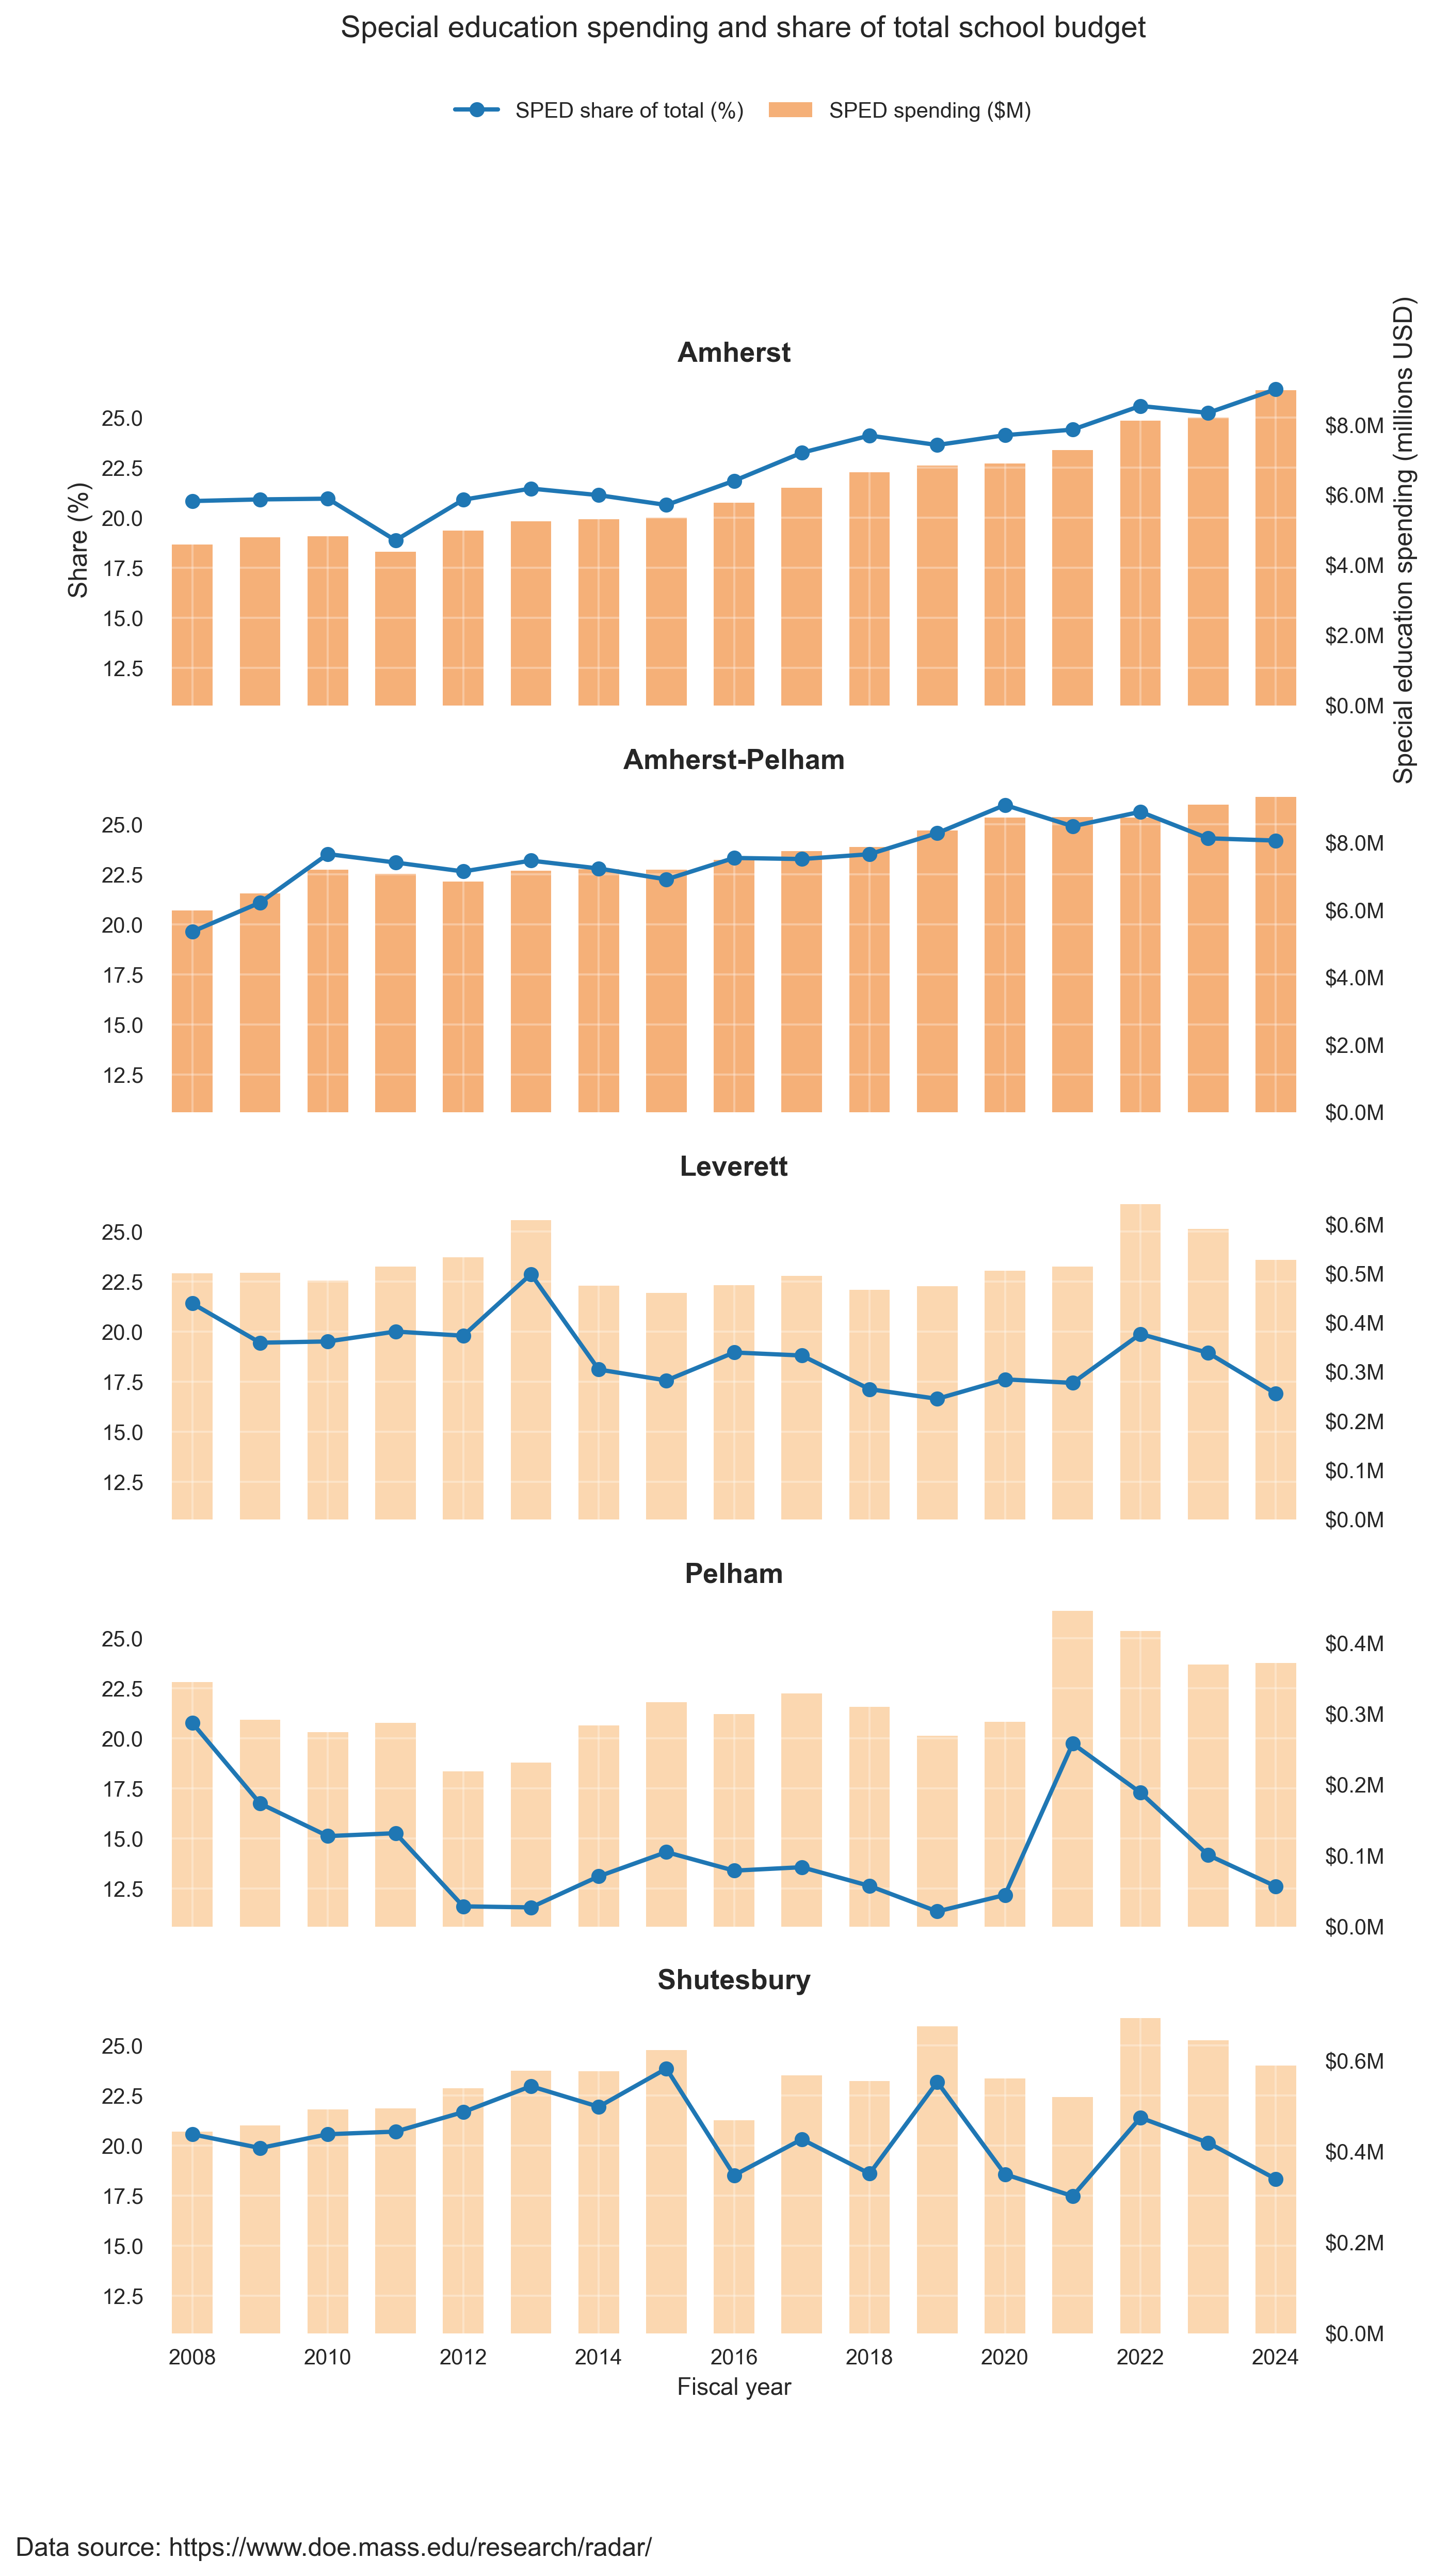 Special education spending and share of total school budget
SPED share of total (%) SPED spending ($M)
Amherst
Share (%)
25.0
22.5
20.0
17.5
15.0
12.5
$8.0M
$6.0M
$4.0M
$2.0M
$0.0M
Special education spending (millions USD)
Amherst-Pelham
25.0
22.5
20.0
17.5
15.0
12.5
$8.0M
$6.0M
$4.0M
$2.0M
$0.0M
Leverett
25.0
22.5
20.0
17.5
15.0
12.5
$0.6M
$0.5M
$0.4M
$0.3M
$0.2M
$0.1M
$0.0M
Pelham
25.0
22.5
20.0
17.5
15.0
12.5
$0.4M
$0.3M
$0.2M
$0.1M
$0.0M
Shutesbury
25.0
22.5
20.0
17.5
15.0
12.5
$0.6M
$0.4M
$0.2M
$0.0M
2008 2010 2012 2014 2016 2018 2020 2022 2024
Fiscal year
Data source: https://www.doe.mass.edu/research/radar/